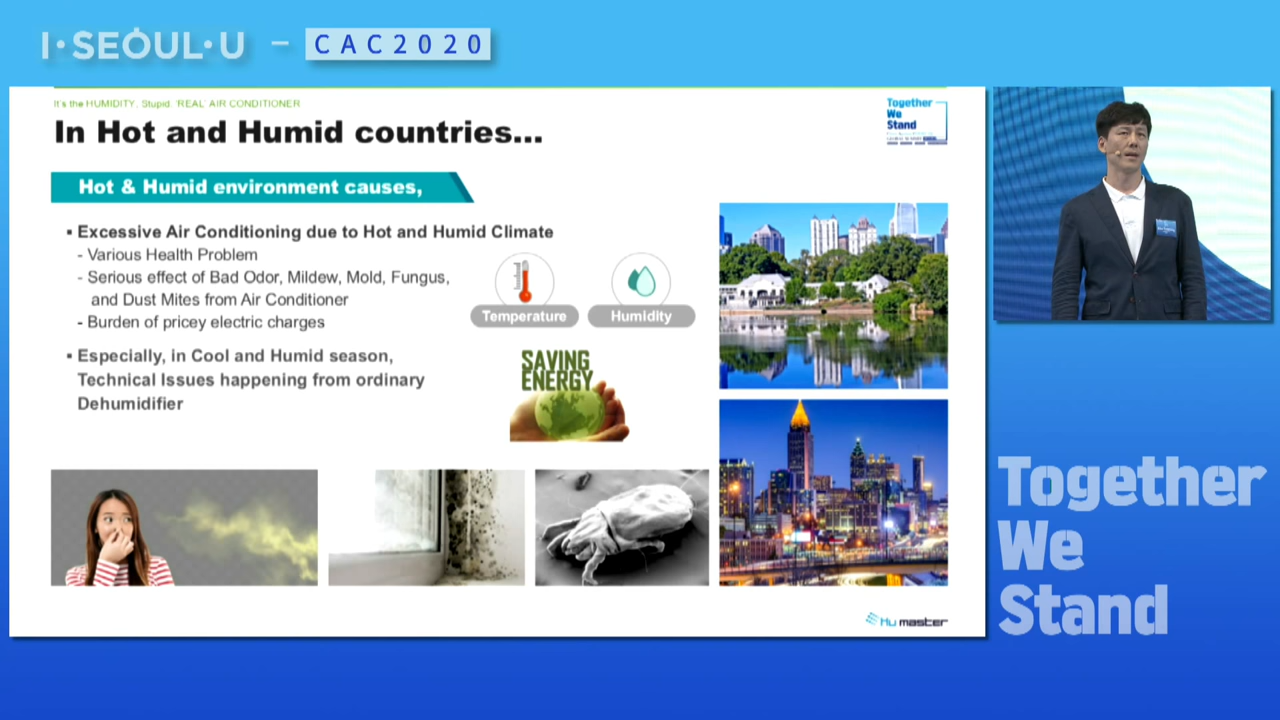 I·SEOUL·U – CAC2020
It's the HUMIDITY. Stupid. 'REAL' AIR CONDITIONER
In Hot and Humid countries...
Together
We
Stand
Hot & Humid environment causes,
▪ Excessive Air Conditioning due to Hot and Humid Climate
- Various Health Problem
- Serious effect of Bad Odor, Mildew, Mold, Fungus,
and Dust Mites from Air Conditioner
- Burden of pricey electric charges
Temperature
Humidity
▪ Especially, in Cool and Humid season,
Technical Issues happening from ordinary
Dehumidifier
SAVING
ENERGY
Hu master
Together
We
Stand